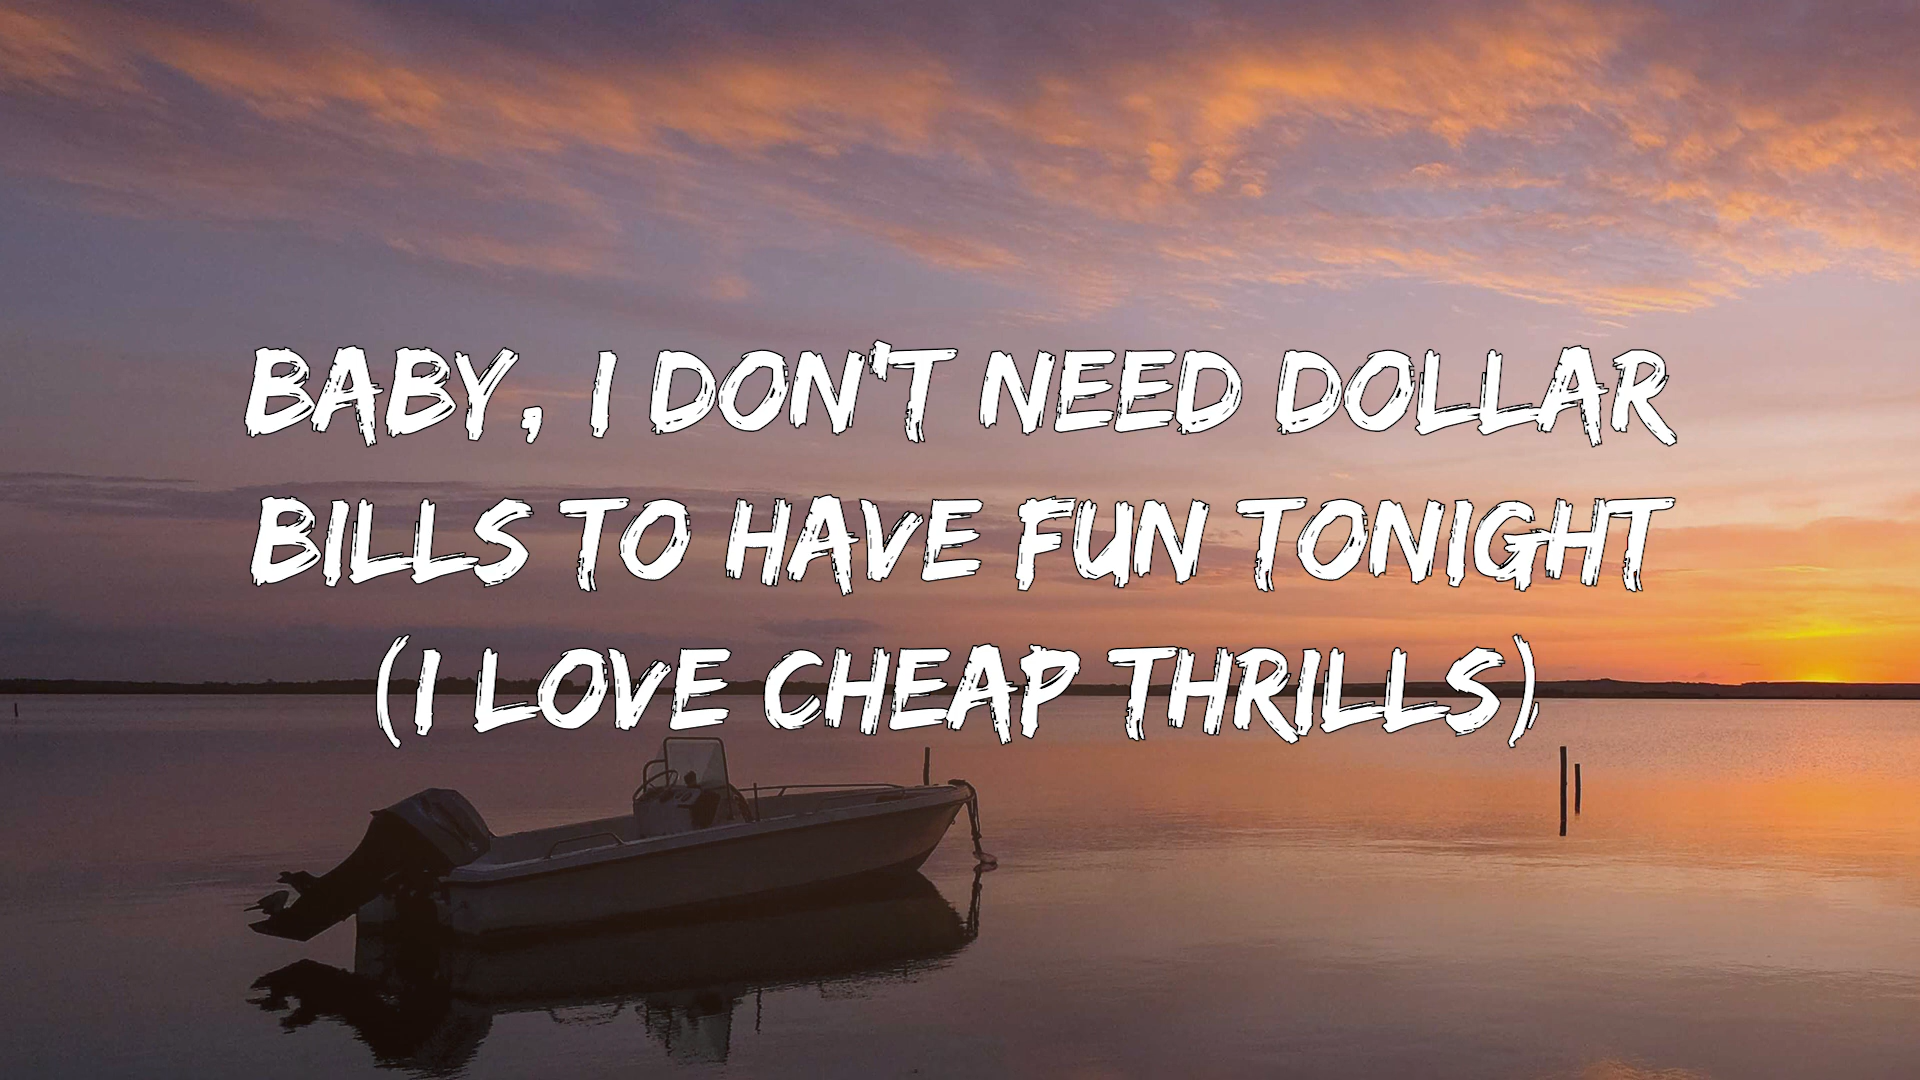 BABY, I DON'T NEED DOLLAR
BILLS TO HAVE FUN TONIGHT
(I LOVE CHEAP THRILLS)